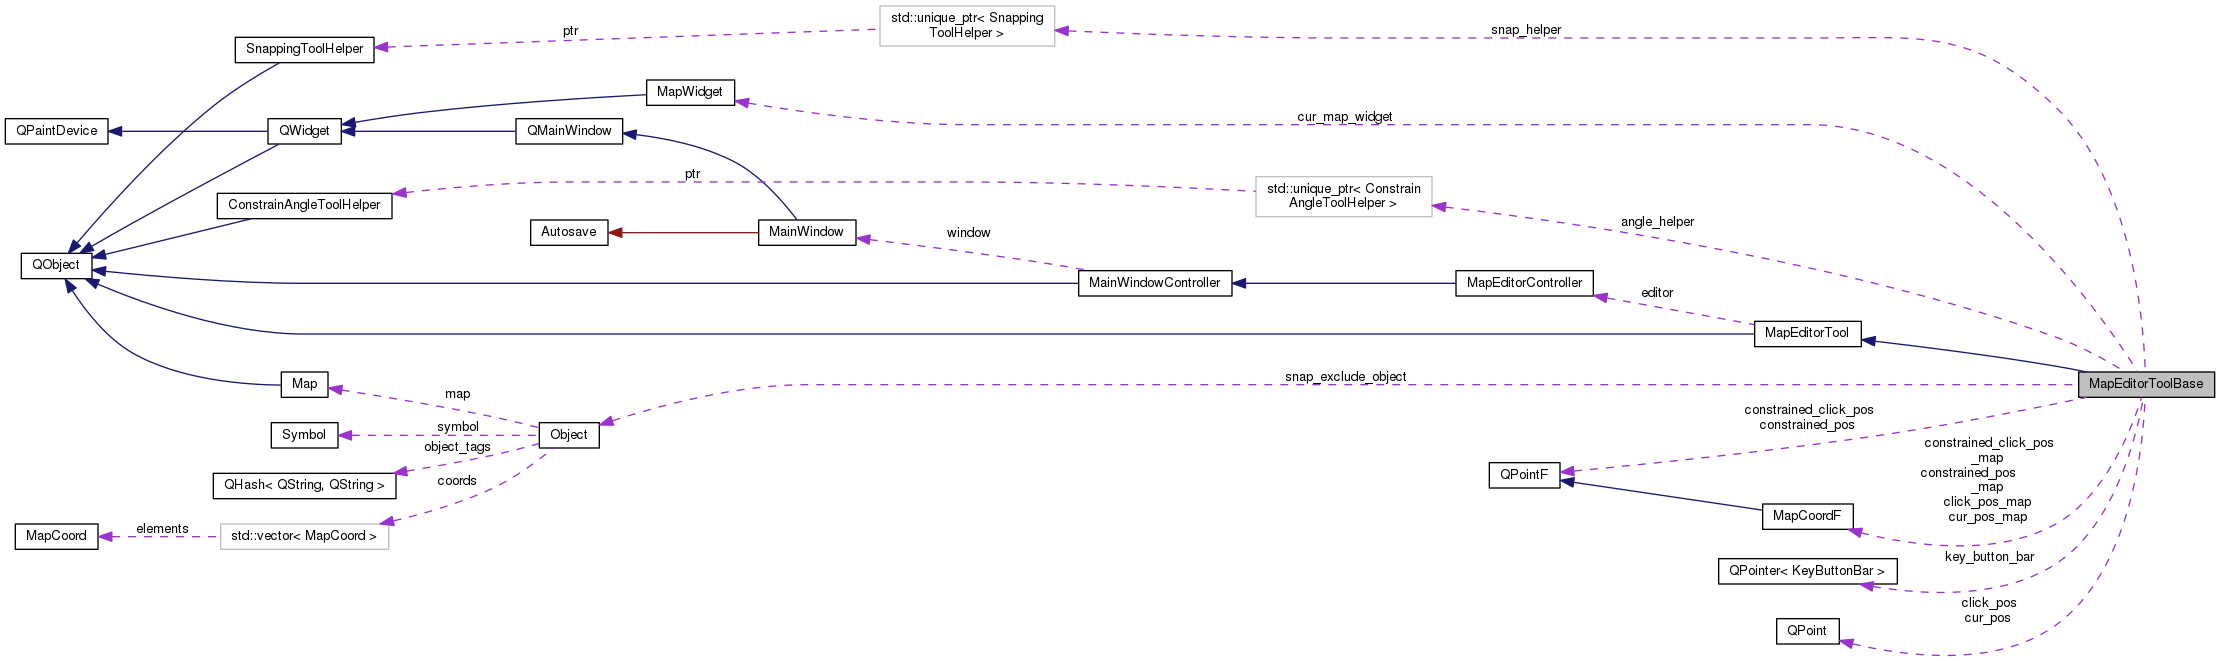 std::unique_ptr< Snapping
ToolHelper >
ptr
snap_helper
SnappingToolHelper
MapWidget
cur_map_widget
QPaintDevice
QWidget
QMainWindow
ptr
std::unique_ptr< Constrain
AngleToolHelper >
ConstrainAngleToolHelper
angle_helper
Autosave
MainWindow
window
QObject
MainWindowController
MapEditorController
editor
MapEditorTool
Map
map
snap_exclude_object
MapEditorToolBase
constrained_click_pos
constrained_pos
Symbol
symbol
Object
object_tags
constrained_click_pos
_map
constrained_pos
_map
click_pos_map
cur_pos_map
QPointF
QHash< QString, QString >
coords
MapCoordF
MapCoord
elements
std::vector< MapCoord >
key_button_bar
QPointer< KeyButtonBar >
click_pos
cur_pos
QPoint